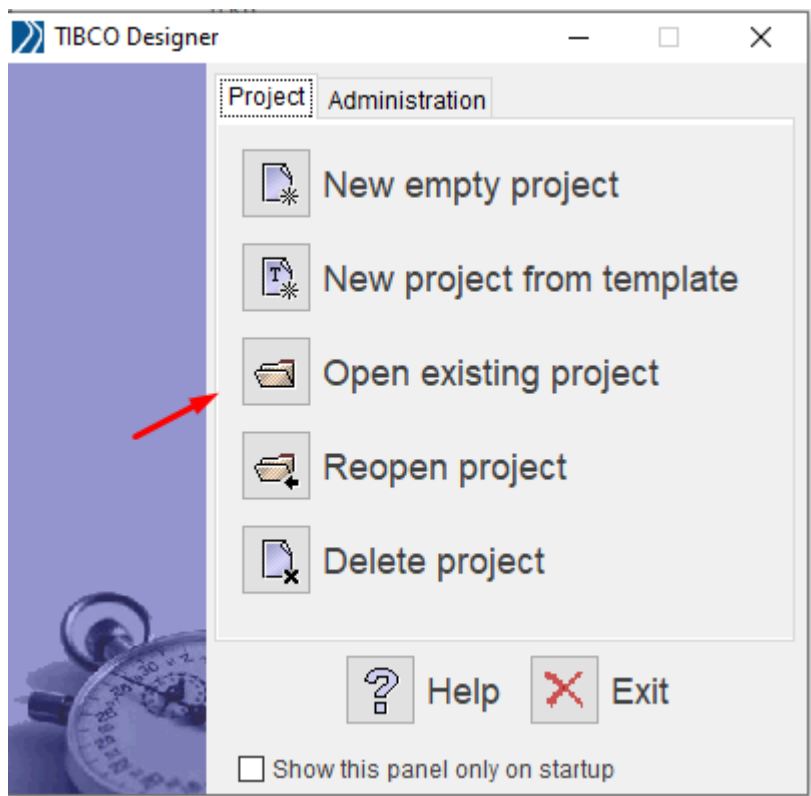 TIBCO Designer
Project
Administration
New empty project
New project from template
Open existing project
Reopen project
Delete project
Help
Exit
Show this panel only on startup